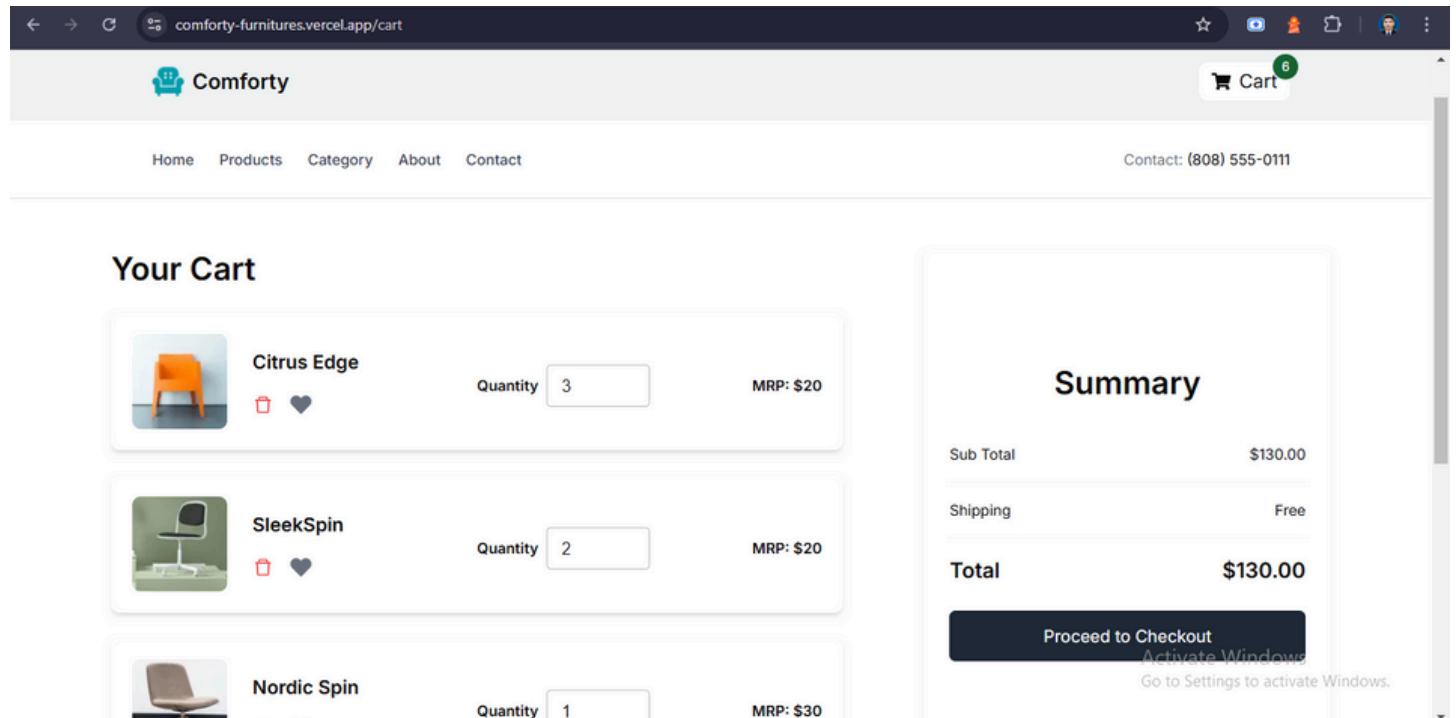 comforty-furnitures.vercel.app/cart
Comforty
Cart 6
Home Products Category About Contact
Contact: (808) 555-0111
Your Cart
Citrus Edge
Quantity 3 MRP: $20
SleekSpin
Quantity 2 MRP: $20
Nordic Spin
Quantity 1 MRP: $30
Summary
Sub Total $130.00
Shipping Free
Total $130.00
Proceed to Checkout
Activate Windows
Go to Settings to activate Windows.